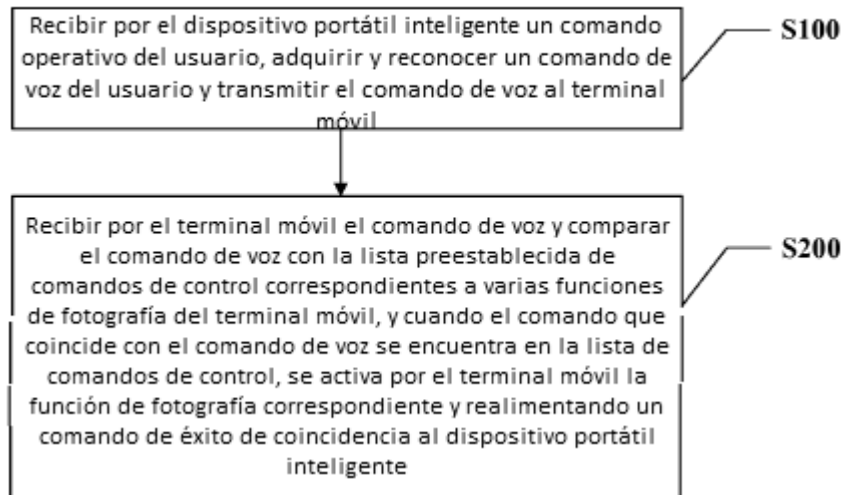 Recibir por el dispositivo portátil inteligente un comando
operativo del usuario, adquirir y reconocer un comando de
voz del usuario y transmitir el comando de voz al terminal
móvil
S100
Recibir por el terminal móvil el comando de voz y comparar
el comando de voz con la lista preestablecida de
comandos de control correspondientes a varias funciones
de fotografía del terminal móvil, y cuando el comando que
coincide con el comando de voz se encuentra en la lista de
comandos de control, se activa por el terminal móvil la
función de fotografía correspondiente y realimentando un
comando de éxito de coincidencia al dispositivo portátil
inteligente
S200